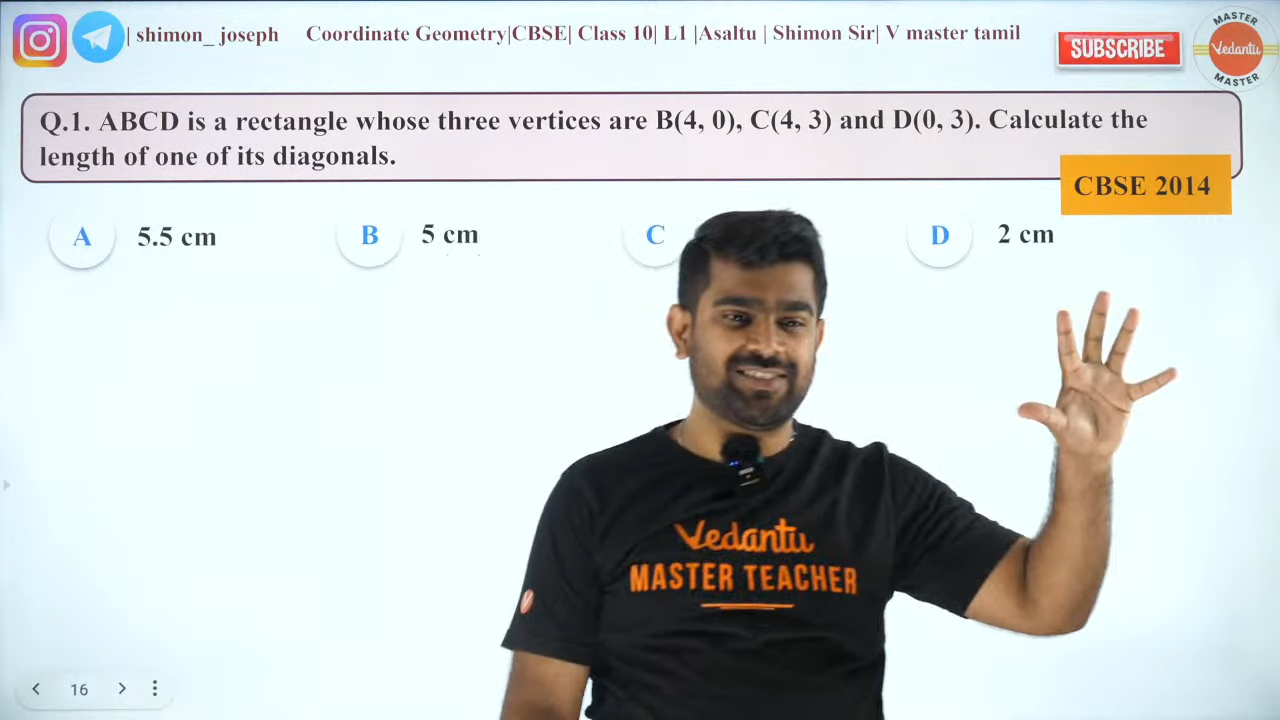 | shimon_ joseph
Coordinate Geometry|CBSE| Class 10| L1 |Asaltu | Shimon Sir| V master tamil
SUBSCRIBE
MASTER
Vedantu
MASTER
Q.1. ABCD is a rectangle whose three vertices are B(4, 0), C(4, 3) and D(0, 3). Calculate the
length of one of its diagonals.
CBSE 2014
A 5.5 cm
B 5 cm
C
D 2 cm
Vedantu
MASTER TEACHER
16